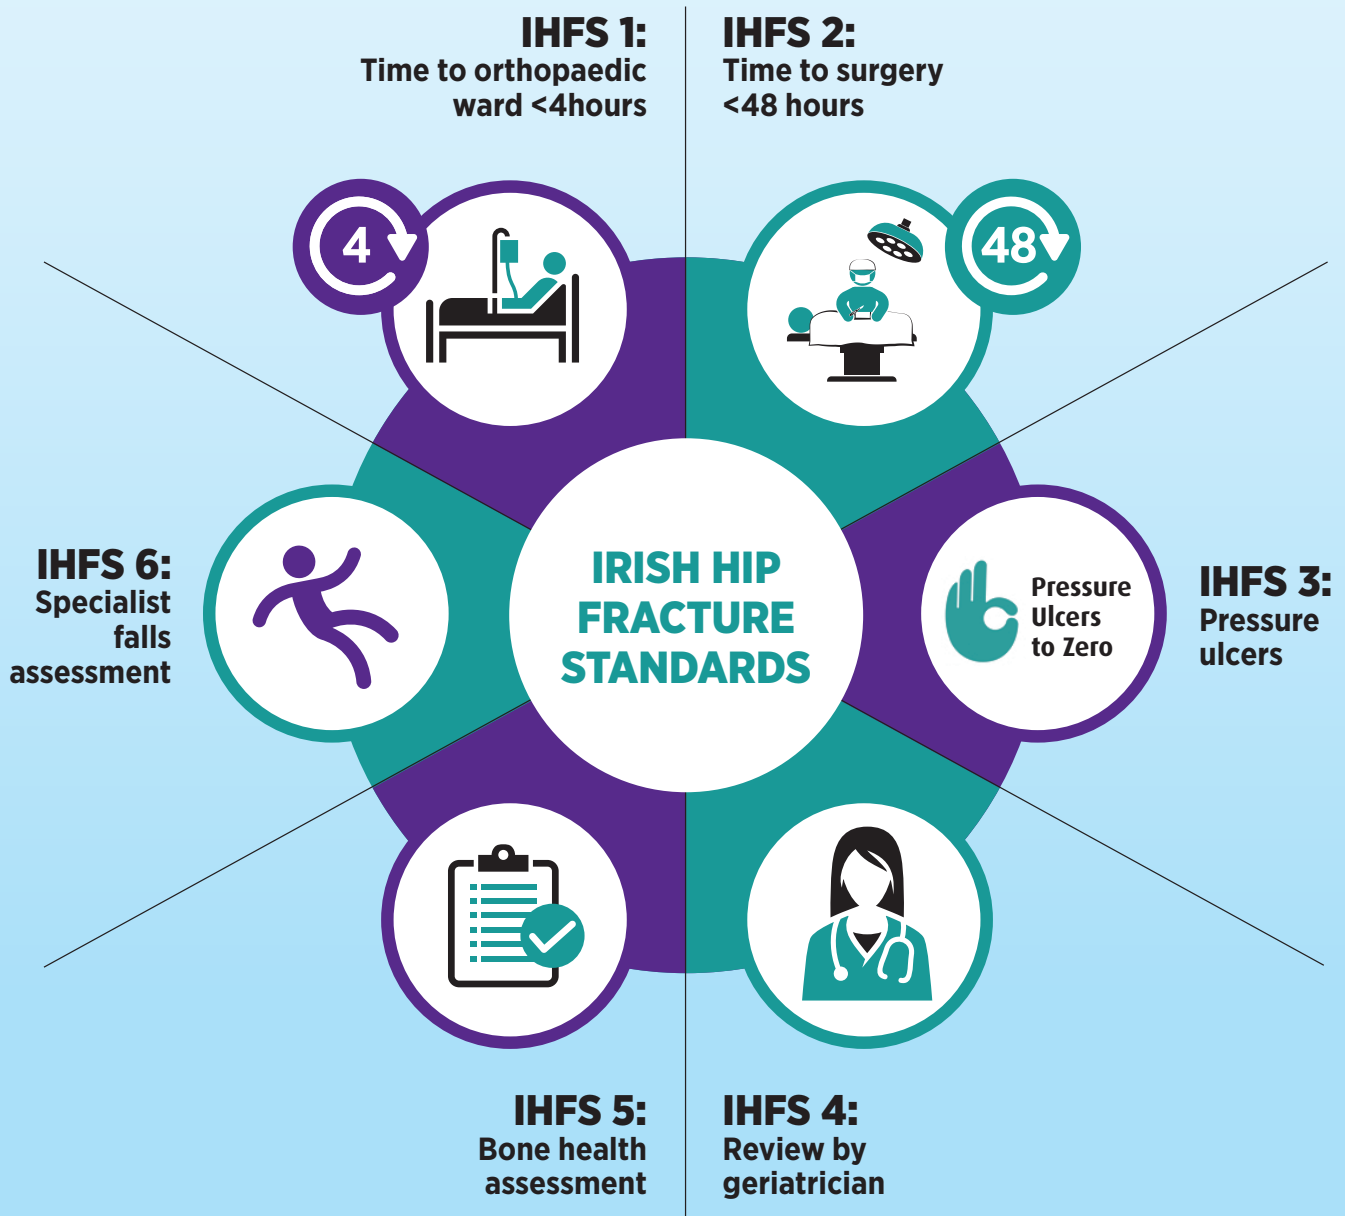 IHFS 1:
Time to orthopaedic
ward <4hours
4
IHFS 2:
Time to surgery
<48 hours
48
IHFS 3:
Pressure
ulcers
Pressure
Ulcers
to Zero
IHFS 4:
Review by
geriatrician
IHFS 5:
Bone health
assessment
IHFS 6:
Specialist
falls
assessment
IRISH HIP
FRACTURE
STANDARDS